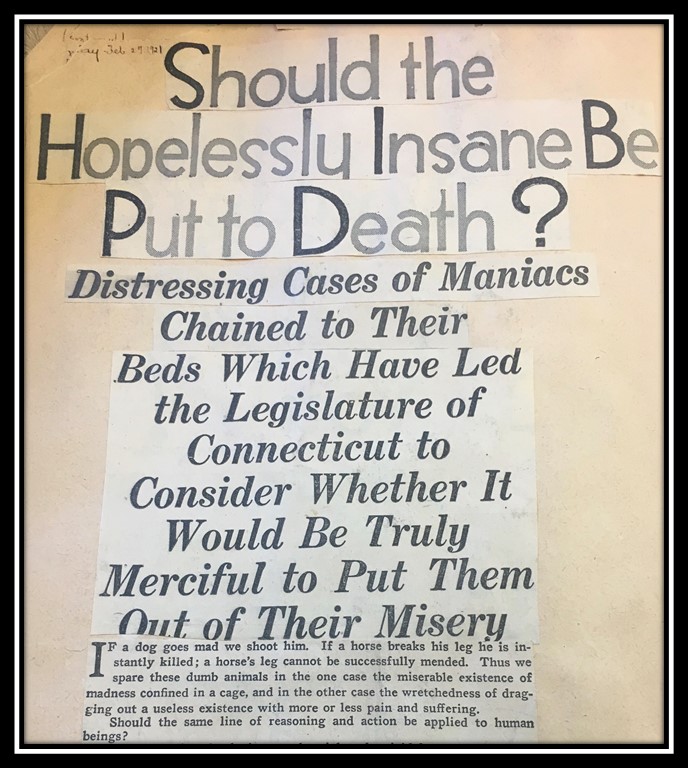 Feb 27 1921
Should the
Hopelessly Insane Be
Put to Death?
Distressing Cases of Maniacs
Chained to Their
Beds Which Have Led
the Legislature of
Connecticut to
Consider Whether It
Would Be Truly
Merciful to Put Them
Out of Their Misery
IF a dog goes mad we shoot him. If a horse breaks his leg he is in-
stantly killed; a horse's leg cannot be successfully mended. Thus we
spare these dumb animals in the one case the miserable existence of
madness confined in a cage, and in the other case the wretchedness of drag-
ging out a useless existence with more or less pain and suffering.
Should the same line of reasoning and action be applied to human
beings?